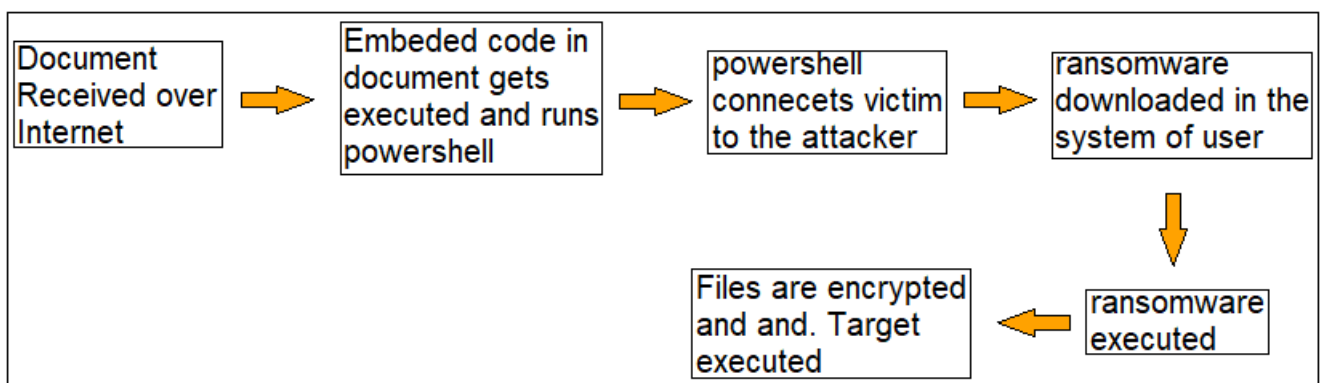 Document
Received over
Internet
Embeded code in
document gets
executed and runs
powershell
powershell
connecets victim
to the attacker
ransomware
downloaded in the
system of user
ransomware
executed
Files are encrypted
and and. Target
executed